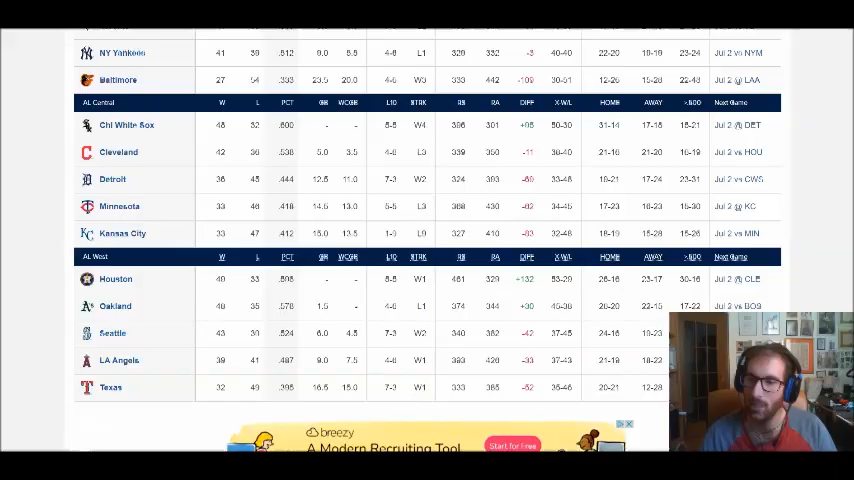 NY Yankees 41 39 .512 9.0 5.5 4-6 L1 329 332 -3 40-40 22-20 19-19 23-24 Jul 2 vs NYM
Baltimore 27 54 .333 23.5 20.0 4-6 W3 333 442 -109 30-51 12-26 15-28 22-48 Jul 2 @ LAA
AL Central W L PCT GB WCGB L10 STRK RS RA DIFF X-W/L HOME AWAY >.500 Next Game
Chi White Sox 48 32 .600 - - 5-5 W4 396 301 +95 50-30 31-14 17-18 15-21 Jul 2 @ DET
Cleveland 42 36 .538 5.0 3.5 4-6 L3 339 350 -11 38-40 21-16 21-20 16-19 Jul 2 vs HOU
Detroit 36 45 .444 12.5 11.0 7-3 W2 324 393 -69 33-48 19-21 17-24 23-31 Jul 2 vs CWS
Minnesota 33 46 .418 14.5 13.0 5-5 L3 368 430 -62 34-45 17-23 16-23 15-30 Jul 2 @ KC
Kansas City 33 47 .412 15.0 13.5 1-9 L9 327 410 -83 32-48 18-19 15-28 15-26 Jul 2 vs MIN
AL West W L PCT GB WCGB L10 STRK RS RA DIFF X-W/L HOME AWAY >.500 Next Game
Houston 49 33 .598 - - 5-5 W1 461 329 +132 53-29 26-16 23-17 30-16 Jul 2 @ CLE
Oakland 48 35 .578 1.5 - 4-6 L1 374 344 +30 45-38 26-20 22-15 17-22 Jul 2 vs BOS
Seattle 43 39 .524 6.0 4.5 7-3 W2 340 382 -42 37-45 24-16 19-23
LA Angels 39 41 .487 9.0 7.5 4-6 W1 393 426 -33 37-43 21-19 18-22
Texas 32 49 .395 16.5 15.0 7-3 W1 333 385 -52 35-46 20-21 12-28
breezy
A Modern Recruiting Tool
Start for Free